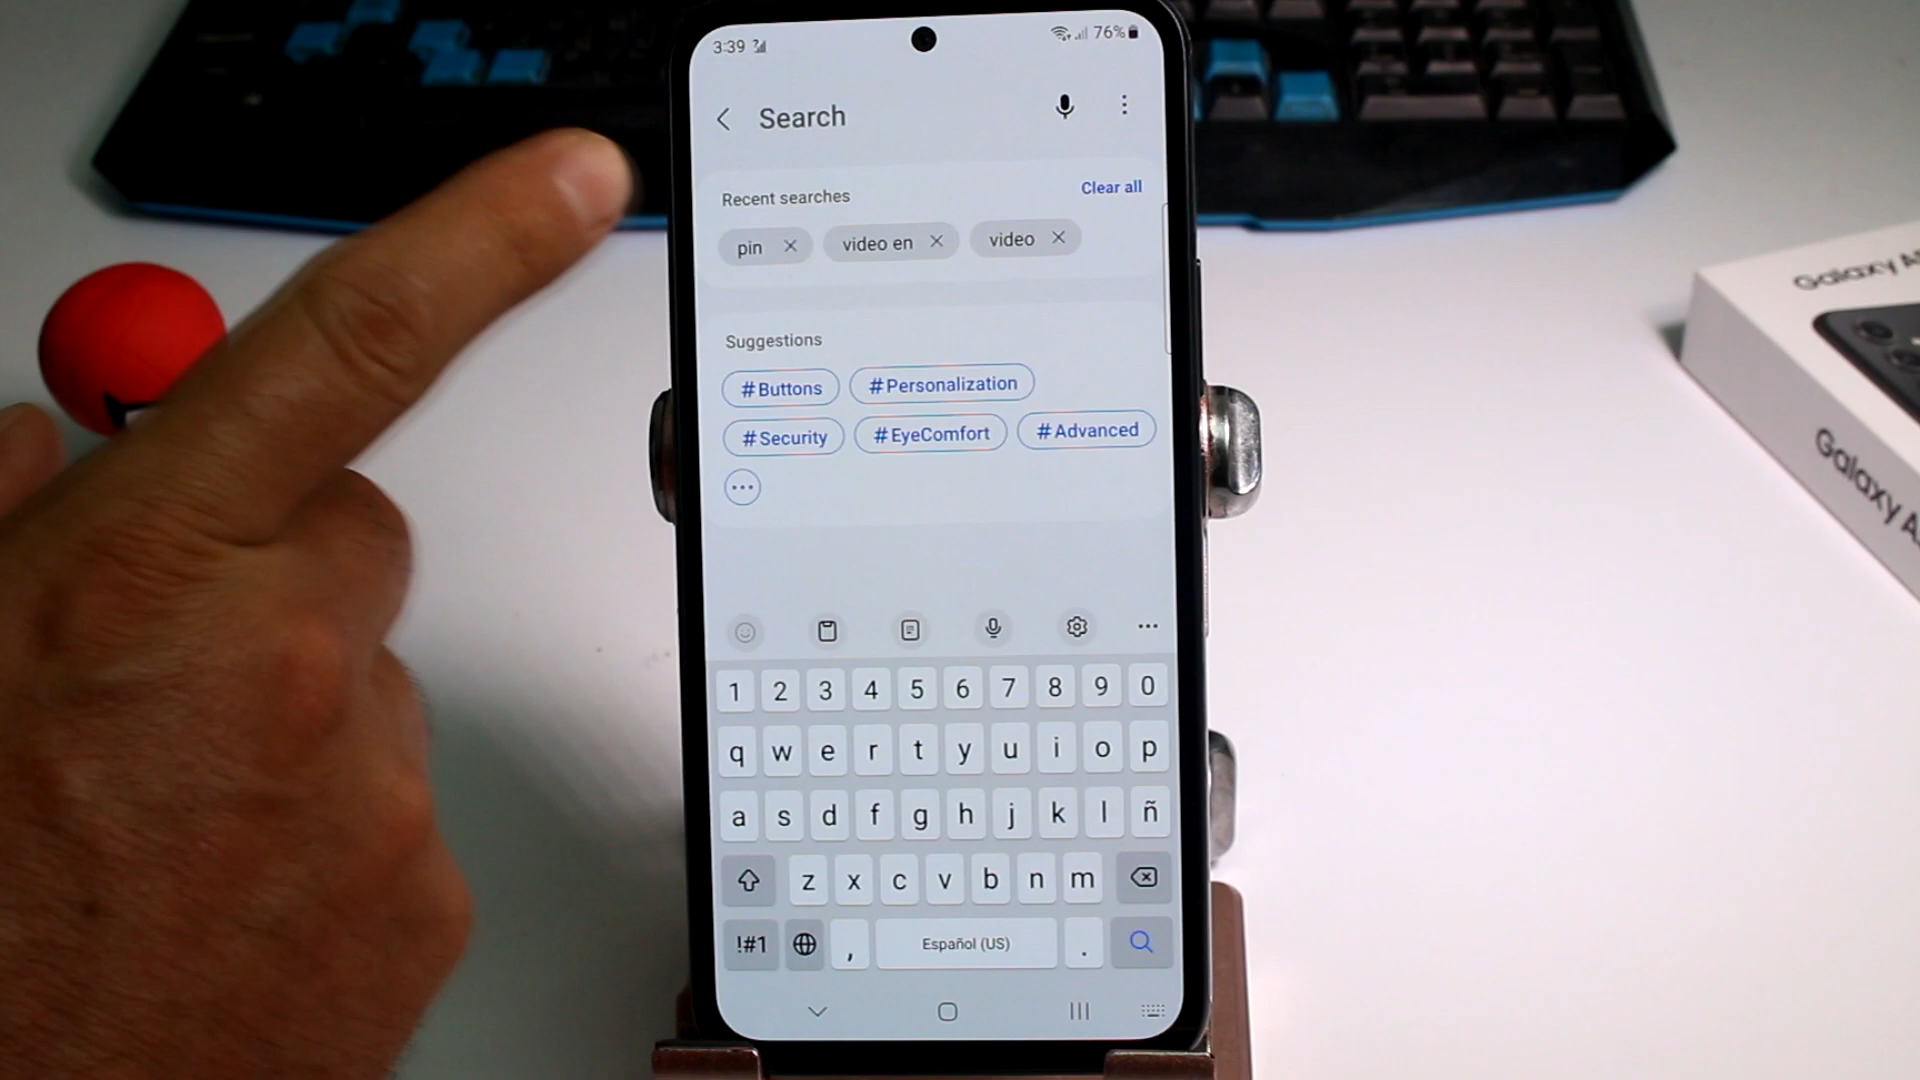 3:39 76%
Search
Recent searches Clear all
pin video en video
Suggestions
#Buttons #Personalization
#Security #EyeComfort #Advanced
1 2 3 4 5 6 7 8 9 0
q w e r t y u i o p
a s d f g h j k l ñ
z x c v b n m
!#1 , Español (US) .
Galaxy
Galaxy